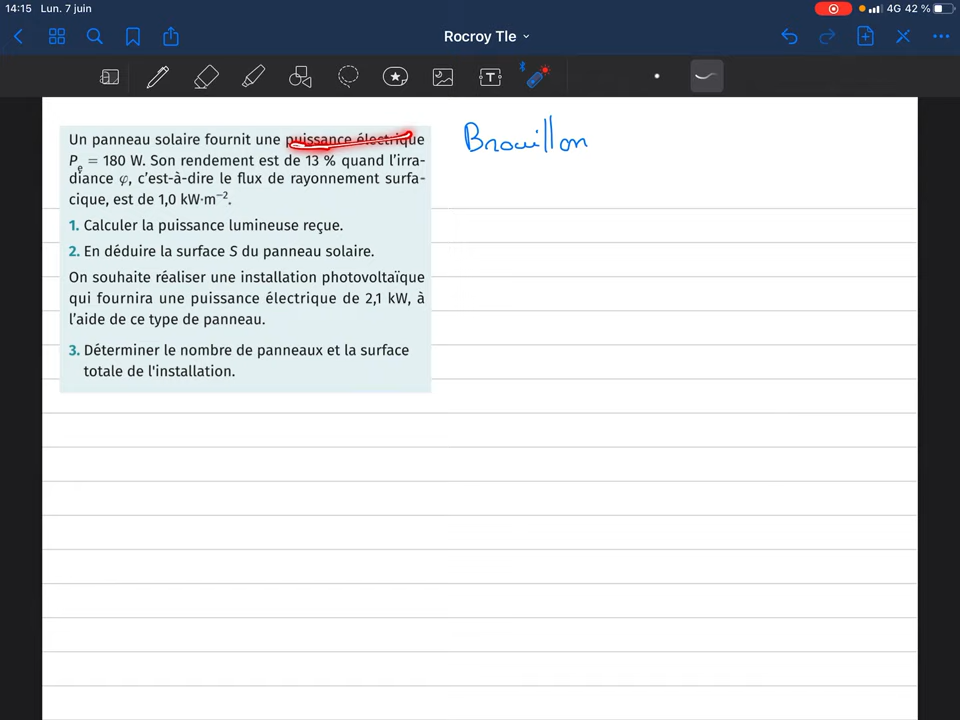 14:15 Lun. 7 juin 4G 42 %
Rocroy Tle
T
Un panneau solaire fournit une puissance électrique
Pe = 180 W. Son rendement est de 13 % quand l'irra-
diance φ, c'est-à-dire le flux de rayonnement surfa-
cique, est de 1,0 kW·m⁻².
1. Calculer la puissance lumineuse reçue.
2. En déduire la surface S du panneau solaire.
On souhaite réaliser une installation photovoltaïque
qui fournira une puissance électrique de 2,1 kW, à
l'aide de ce type de panneau.
3. Déterminer le nombre de panneaux et la surface
totale de l'installation.
Brouillon